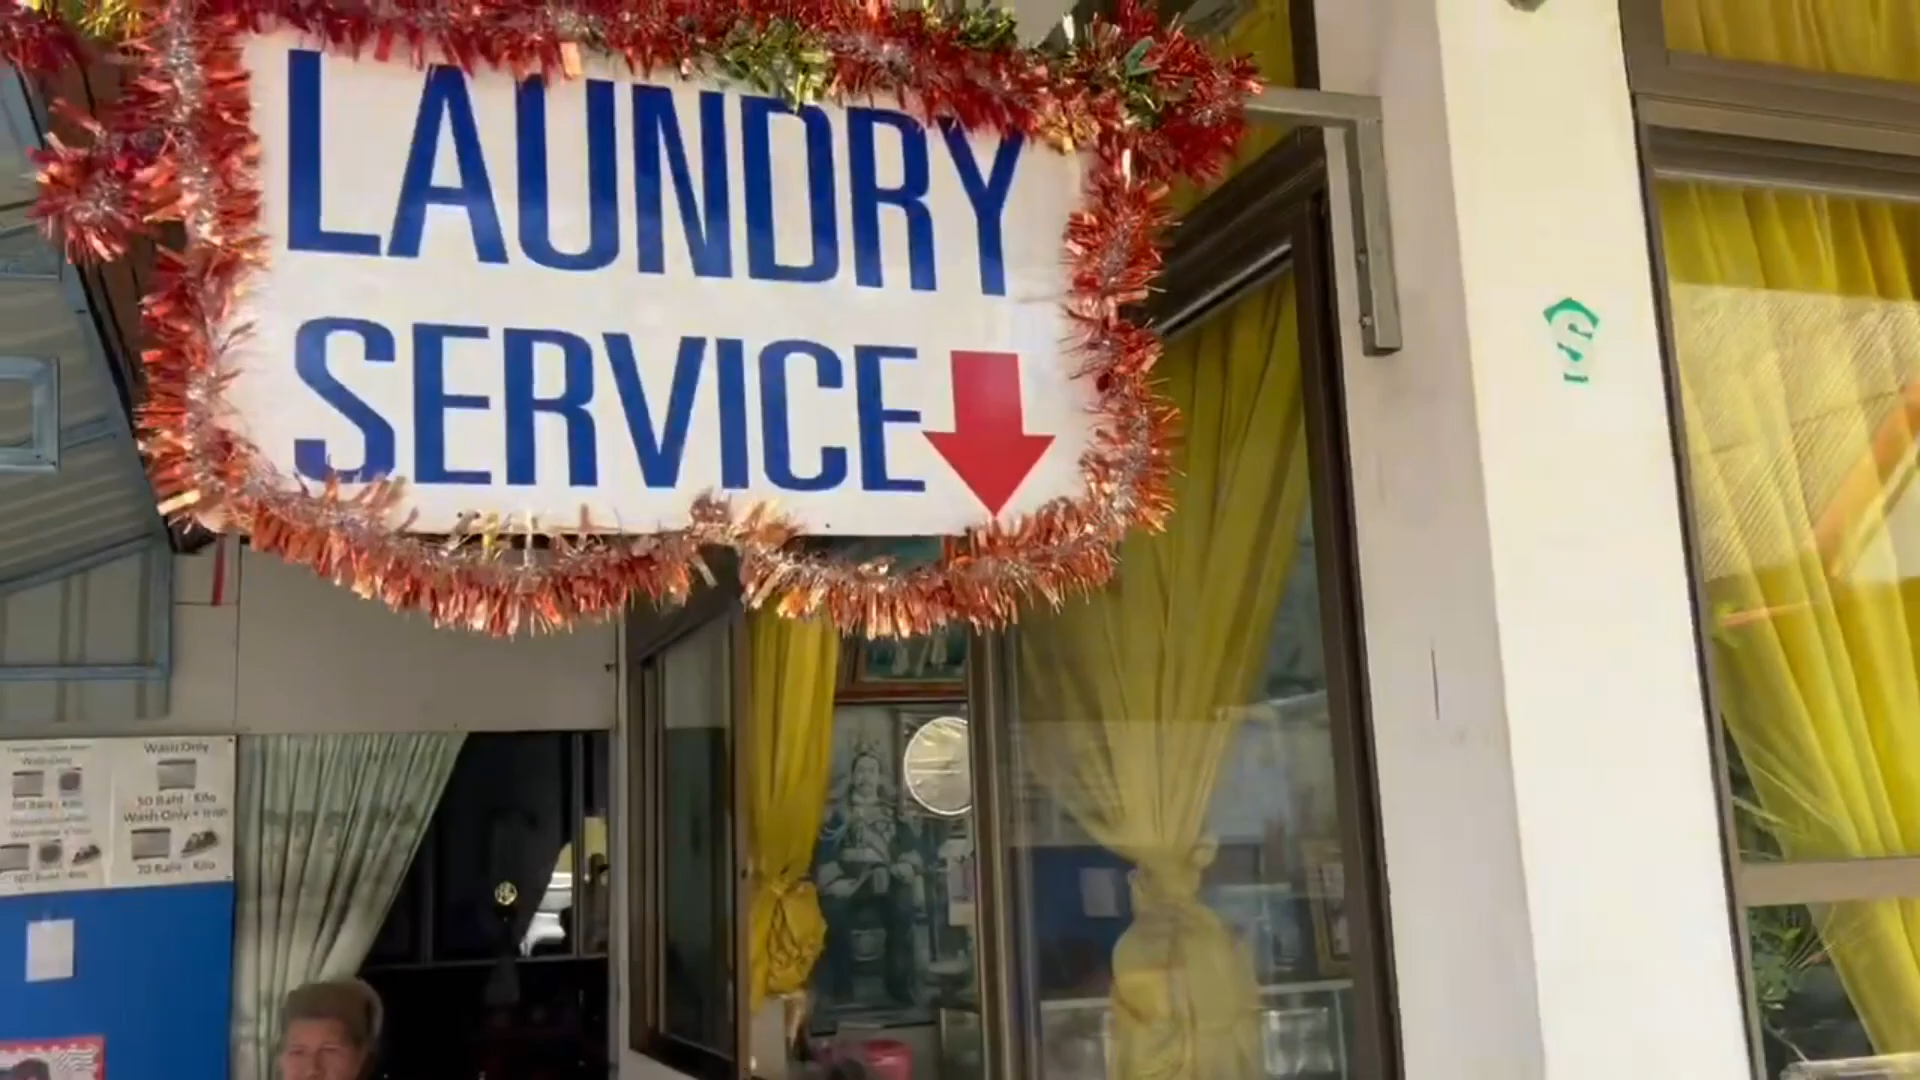 LAUNDRY
SERVICE
Wash Only
50 Baht : Kilo
Wash Only + Iron
70 Baht : Kilo